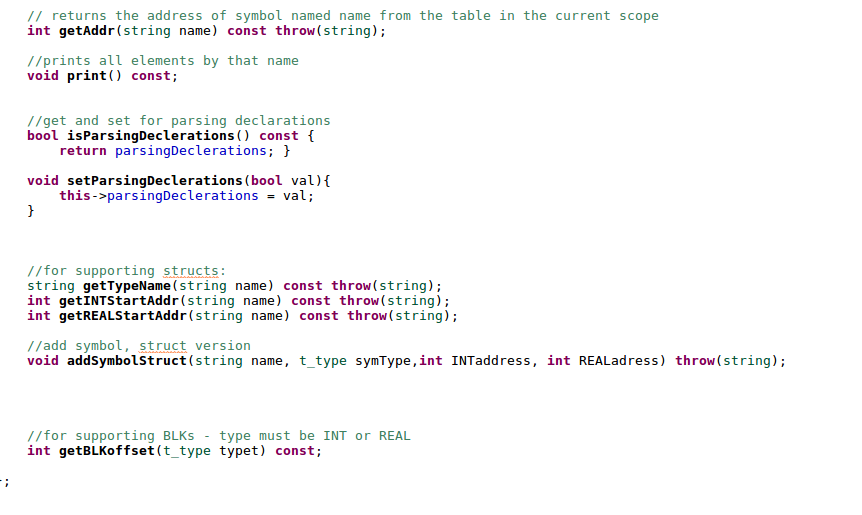 // returns the address of symbol named name from the table in the current scope
int getAddr(string name) const throw(string);
//prints all elements by that name
void print() const;
//get and set for parsing declarations
bool isParsingDeclerations() const {
return parsingDeclerations; }
void setParsingDeclerations(bool val){
this->parsingDeclerations = val;
}
//for supporting structs:
string getTypeName(string name) const throw(string);
int getINTStartAddr(string name) const throw(string);
int getREALStartAddr(string name) const throw(string);
//add symbol, struct version
void addSymbolStruct(string name, t_type symType,int INTaddress, int REALadress) throw(string);
//for supporting BLKs - type must be INT or REAL
int getBLKoffset(t_type typet) const;
};